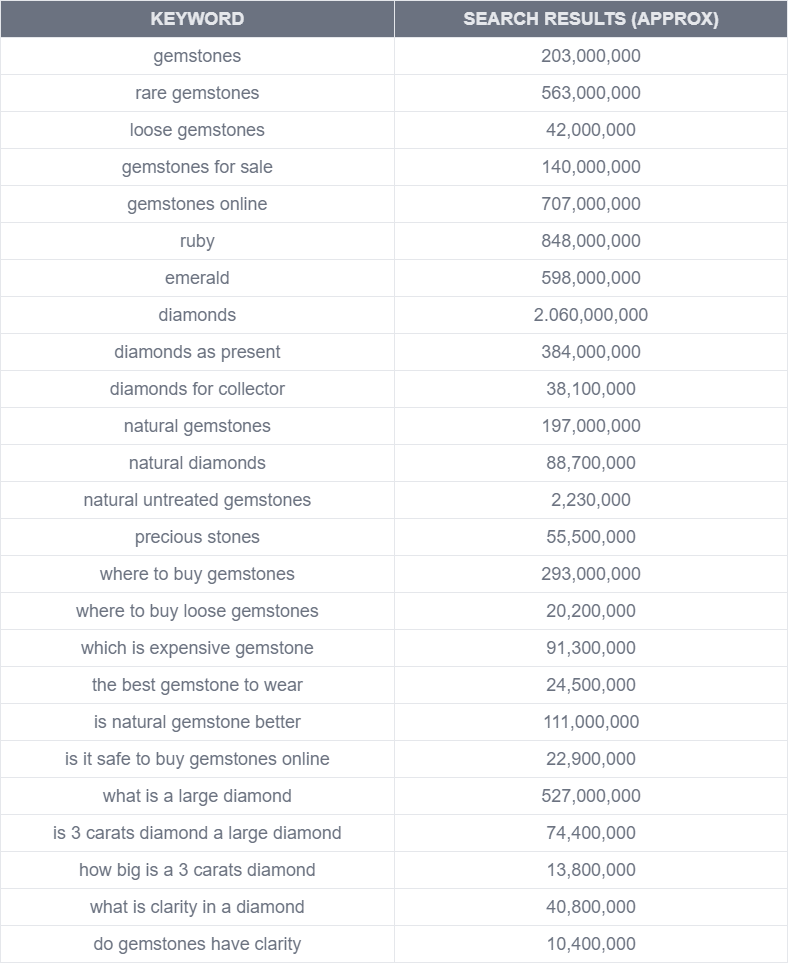 KEYWORD SEARCH RESULTS (APPROX)
gemstones 203,000,000
rare gemstones 563,000,000
loose gemstones 42,000,000
gemstones for sale 140,000,000
gemstones online 707,000,000
ruby 848,000,000
emerald 598,000,000
diamonds 2.060,000,000
diamonds as present 384,000,000
diamonds for collector 38,100,000
natural gemstones 197,000,000
natural diamonds 88,700,000
natural untreated gemstones 2,230,000
precious stones 55,500,000
where to buy gemstones 293,000,000
where to buy loose gemstones 20,200,000
which is expensive gemstone 91,300,000
the best gemstone to wear 24,500,000
is natural gemstone better 111,000,000
is it safe to buy gemstones online 22,900,000
what is a large diamond 527,000,000
is 3 carats diamond a large diamond 74,400,000
how big is a 3 carats diamond 13,800,000
what is clarity in a diamond 40,800,000
do gemstones have clarity 10,400,000